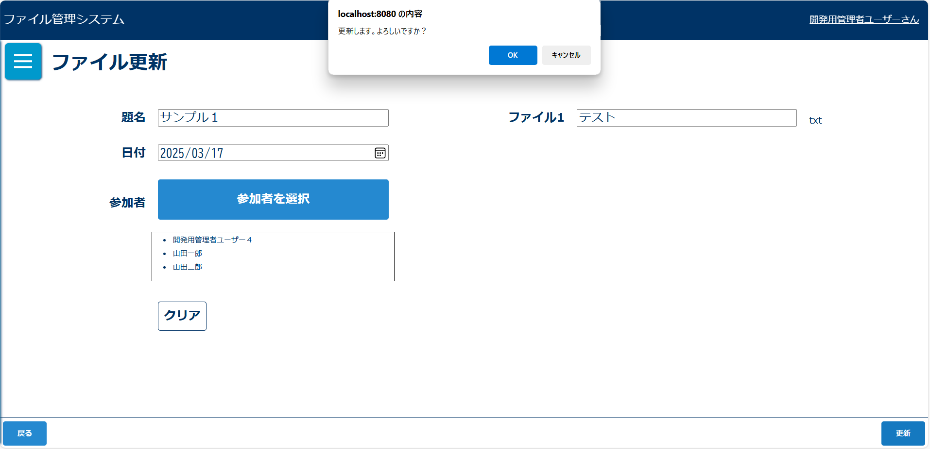 ファイル管理システム
localhost:8080 の内容
更新します。よろしいですか？
OK
キャンセル
開発用管理者ユーザーさん
ファイル更新
題名
サンプル１
ファイル1
テスト
txt
日付
2025/03/17
参加者
参加者を選択
開発用管理者ユーザー４
山田一郎
山田二郎
クリア
戻る
更新